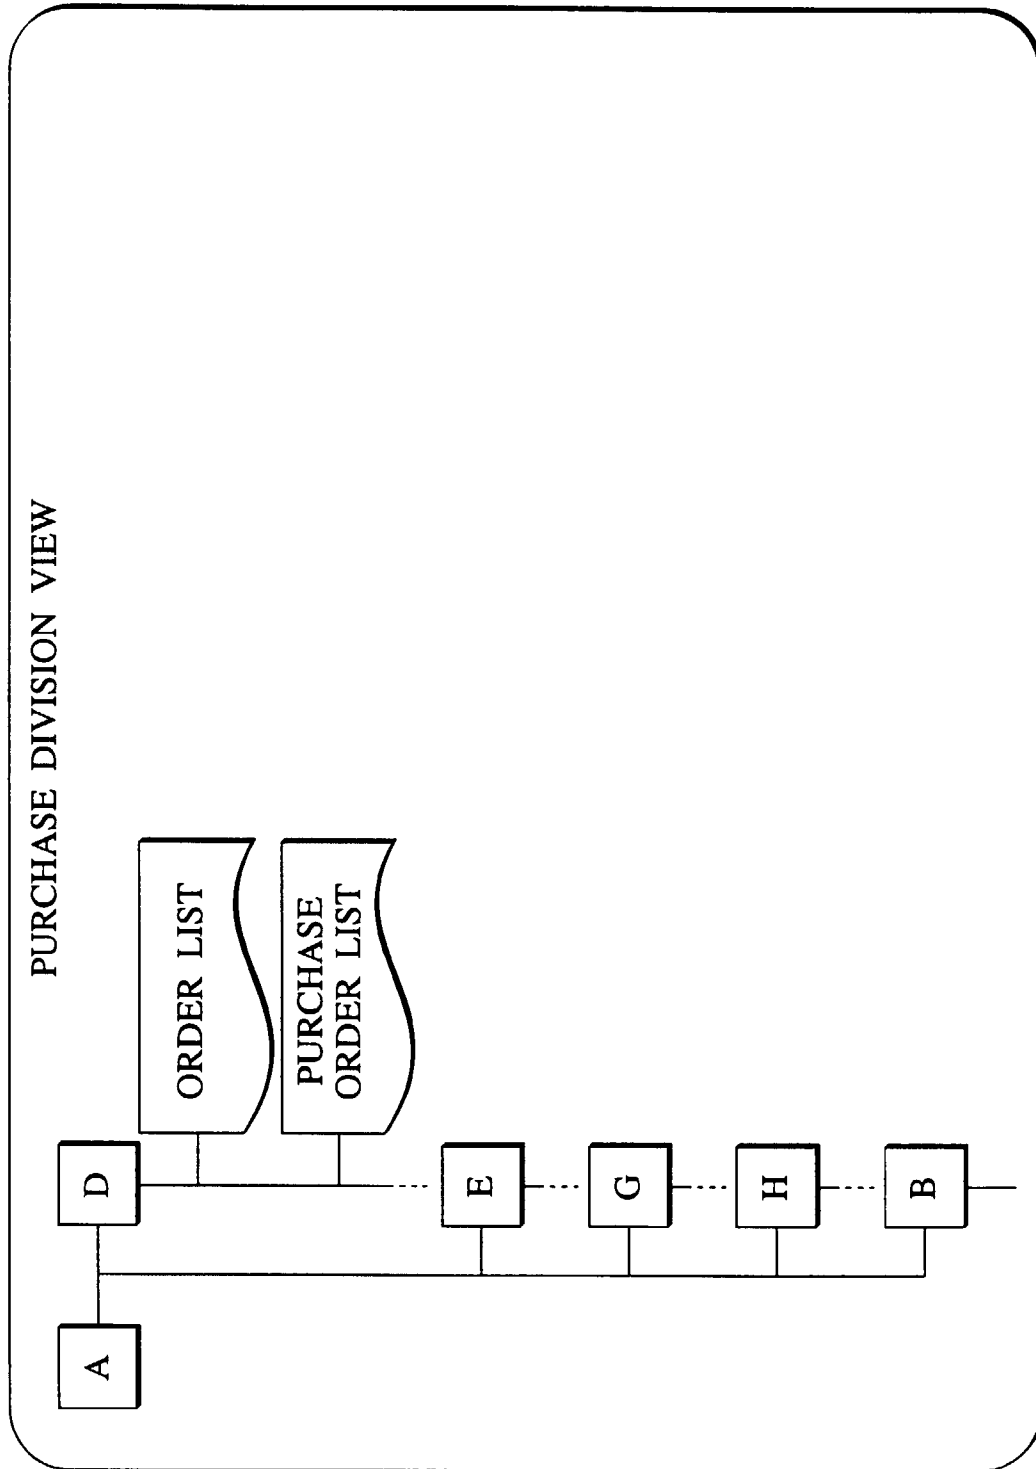 PURCHASE DIVISION VIEW
A
D
ORDER LIST
PURCHASE
ORDER LIST
E
G
H
B